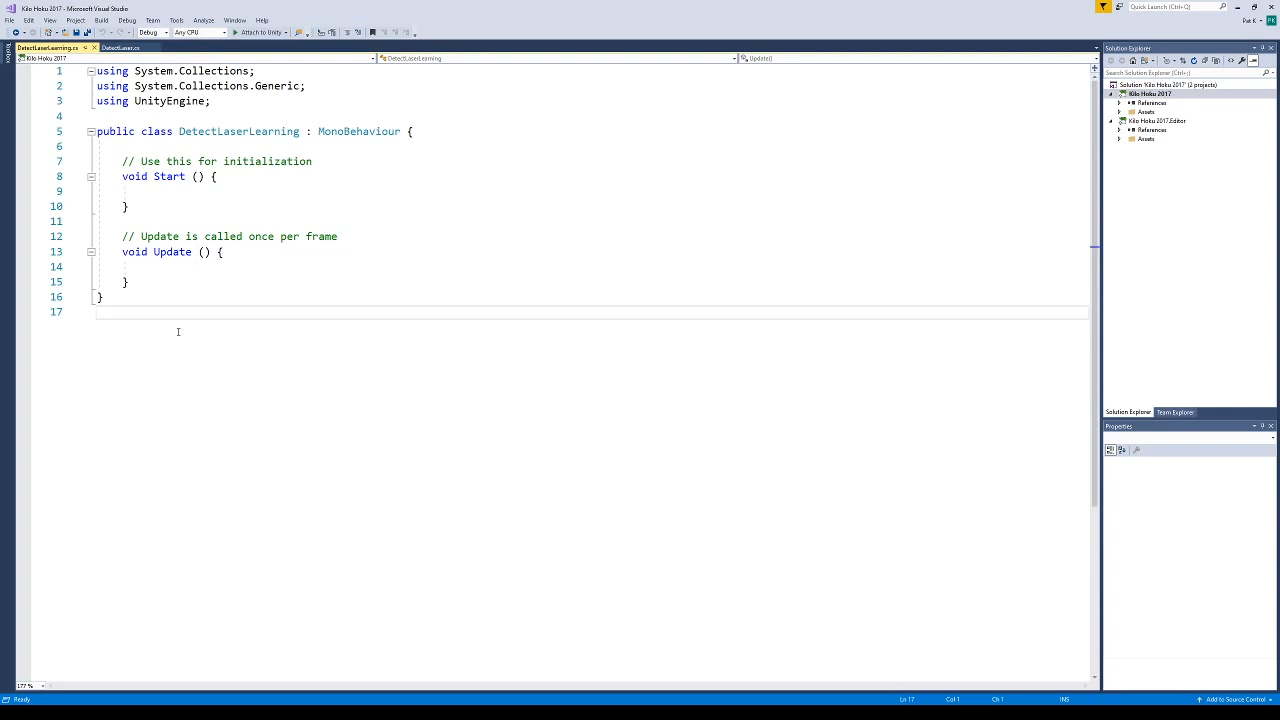 Kilo Hoku 2017 - Microsoft Visual Studio
Quick Launch (Ctrl+Q)
File Edit View Project Build Debug Team Tools Analyze Window Help
Pat K
PK
Debug Any CPU Attach to Unity
Toolbox
DetectLaserLearning.cs DetectLaser.cs
Kilo Hoku 2017 DetectLaserLearning Update()
1 using System.Collections;
2 using System.Collections.Generic;
3 using UnityEngine;
4
5 public class DetectLaserLearning : MonoBehaviour {
6
7 // Use this for initialization
8 void Start () {
9
10 }
11
12 // Update is called once per frame
13 void Update () {
14
15 }
16 }
17
177 %
Solution Explorer
Search Solution Explorer (Ctrl+;)
Solution 'Kilo Hoku 2017' (2 projects)
Kilo Hoku 2017
References
Assets
Kilo Hoku 2017.Editor
References
Assets
Solution Explorer Team Explorer
Properties
Ready Ln 17 Col 1 Ch 1 INS Add to Source Control